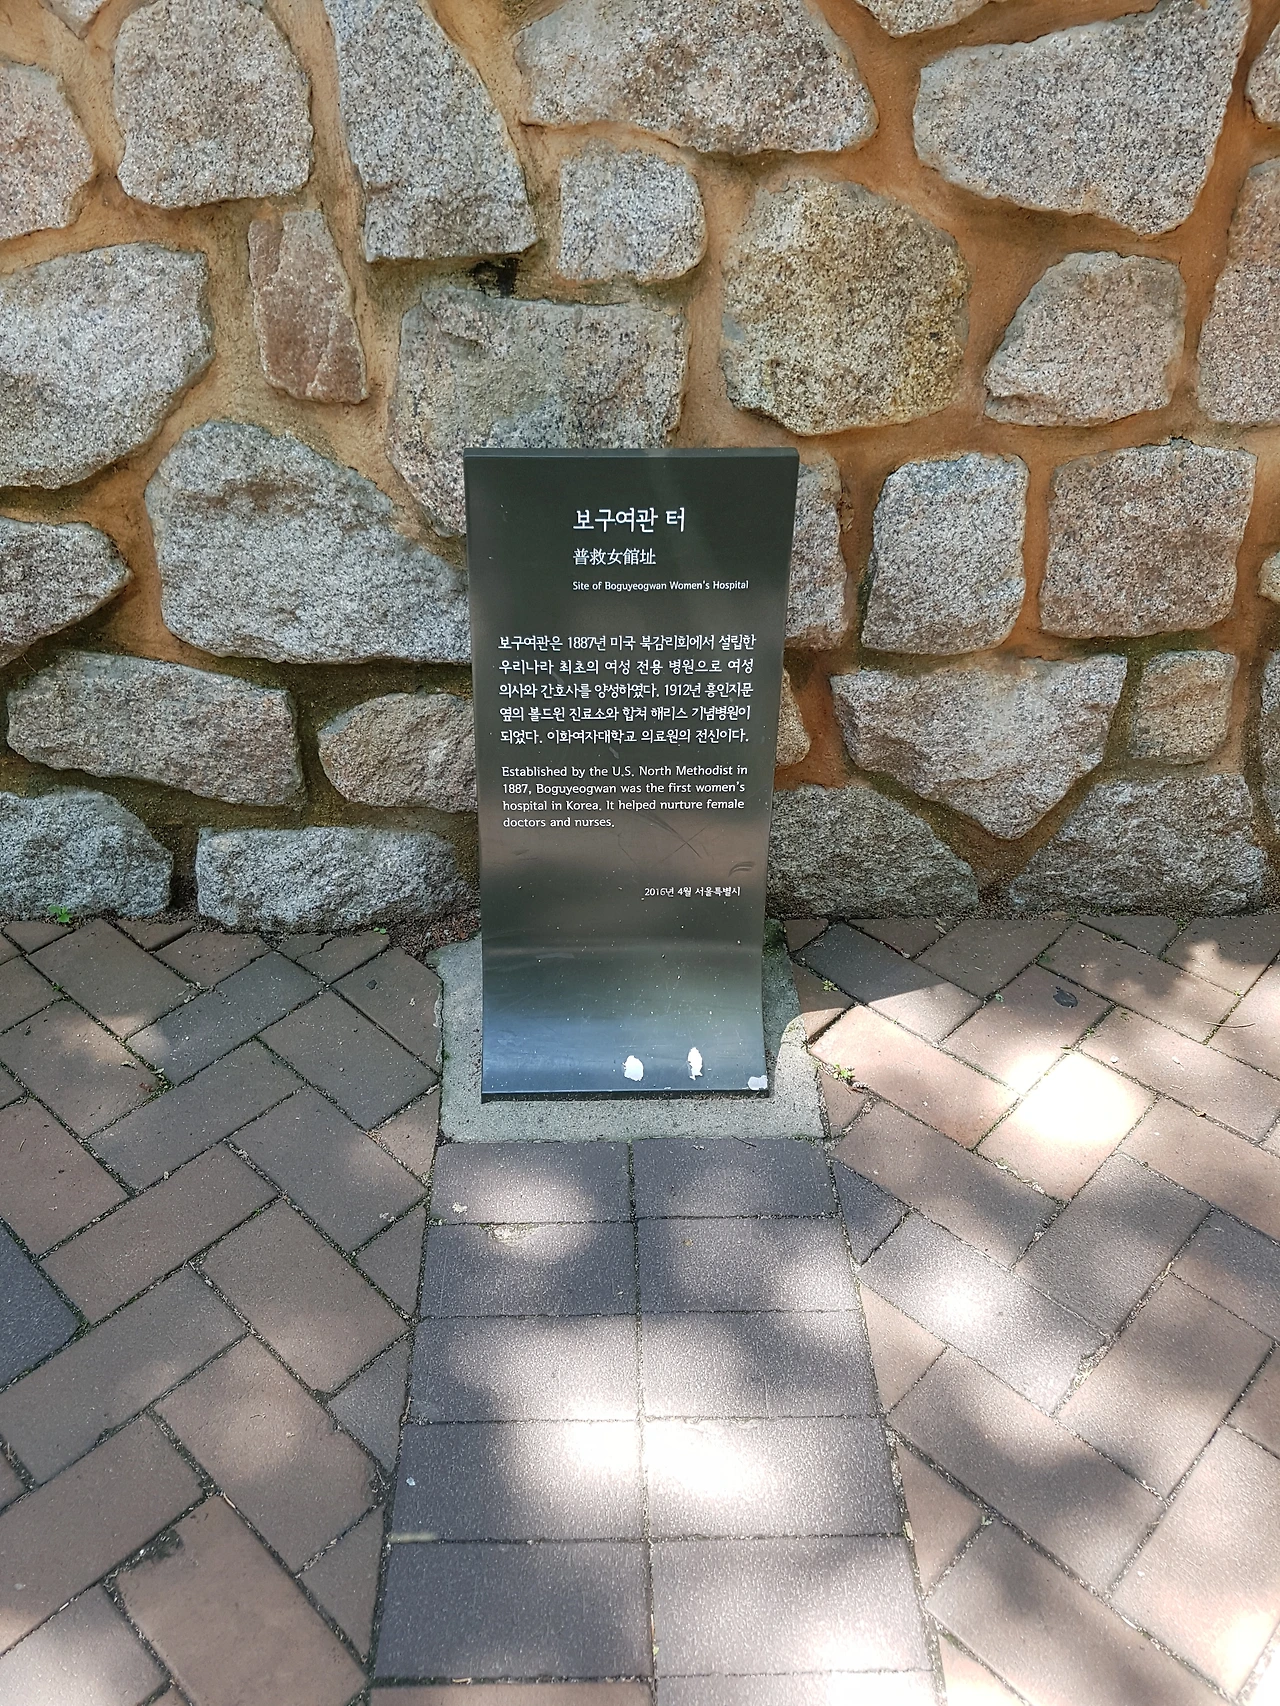 보구여관 터
普救女館址
Site of Boguyeogwan Women's Hospital
보구여관은 1887년 미국 북감리회에서 설립한
우리나라 최초의 여성 전용 병원으로 여성
의사와 간호사를 양성하였다. 1912년 흥인지문
옆의 볼드윈 진료소와 합쳐 해리스 기념병원이
되었다. 이화여자대학교 의료원의 전신이다.
Established by the U.S. North Methodist in
1887, Boguyeogwan was the first women's
hospital in Korea. It helped nurture female
doctors and nurses.
2016년 4월 서울특별시